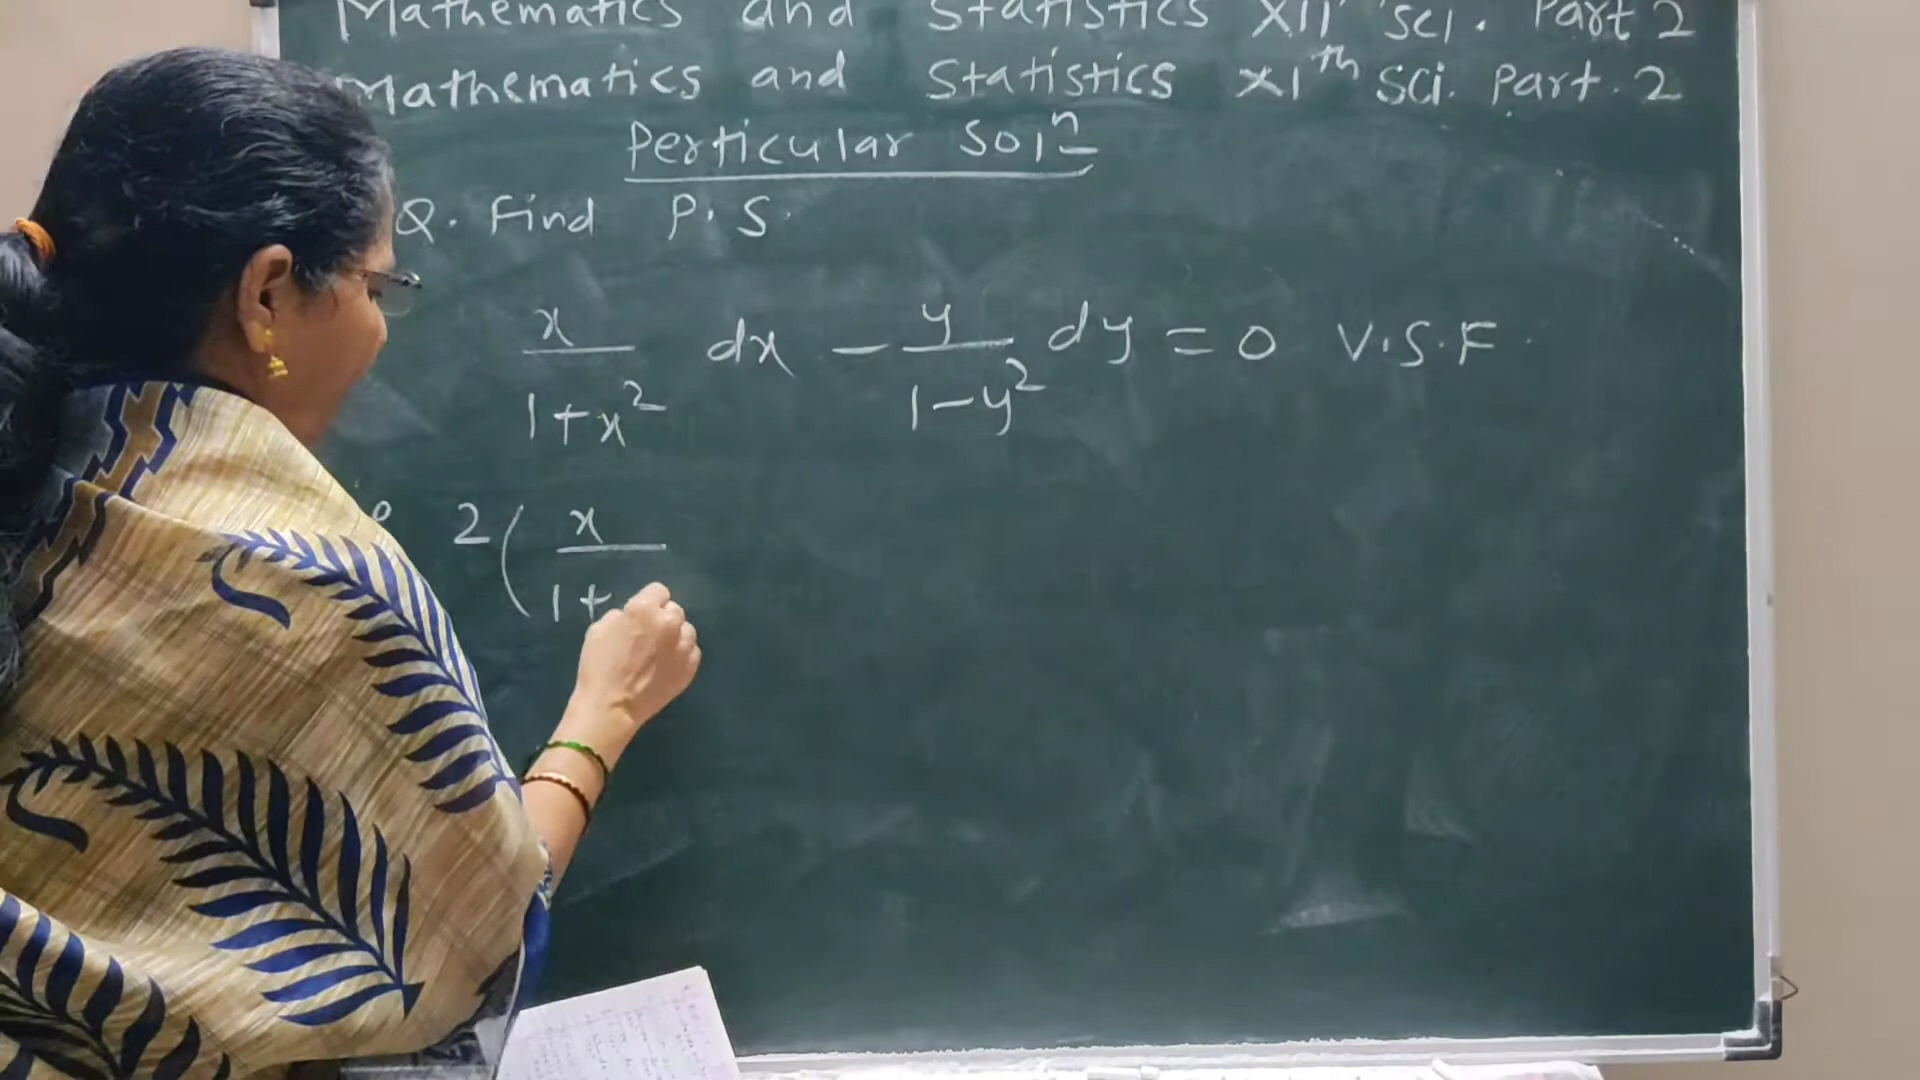 Mathematics and Statistics XII Sci. Part 2
Mathematics and Statistics XIth Sci. Part. 2
Perticular Solⁿ
Q. Find P.S.
x/(1+x²) dx - y/(1-y²) dy = 0 V.S.F.
2(x/(1+